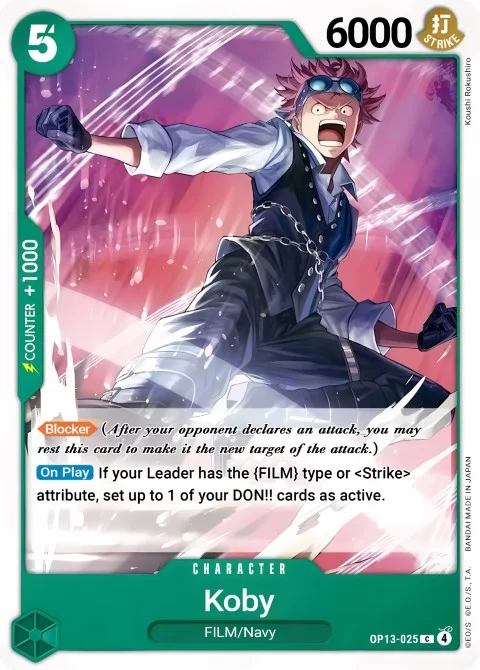 5
6000
打
STRIKE
Koushi Rokushiro
COUNTER +1000
Blocker (After your opponent declares an attack, you may
rest this card to make it the new target of the attack.)
On Play If your Leader has the {FILM} type or <Strike>
attribute, set up to 1 of your DON!! cards as active.
CHARACTER
Koby
FILM/Navy
OP13-025 C 4
©E.O/S ©E.O./S.,T.A. BANDAI MADE IN JAPAN